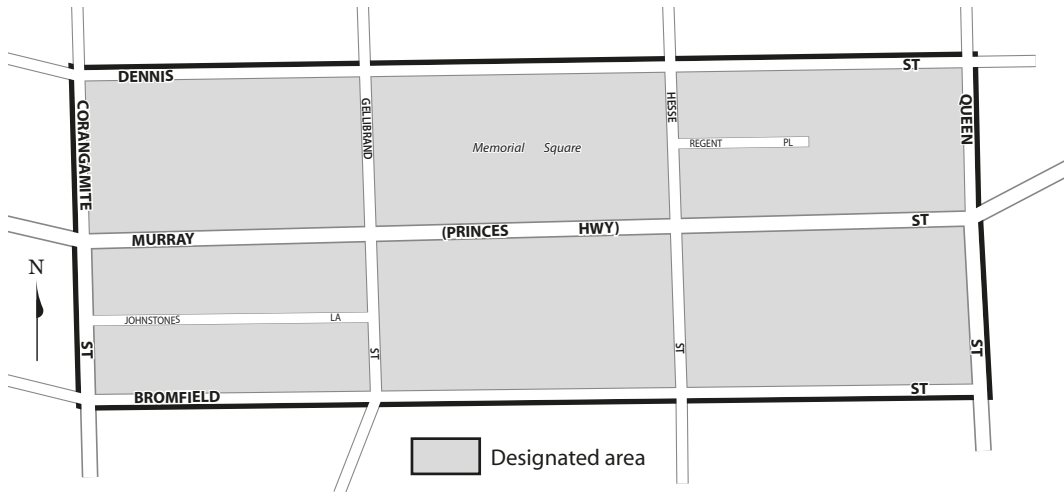 DENNIS ST
CORANGAMITE ST
GELLIBRAND ST
HESSE ST
QUEEN ST
Memorial Square
REGENT PL
MURRAY (PRINCES HWY) ST
N
JOHNSTONES LA
BROMFIELD ST
Designated area